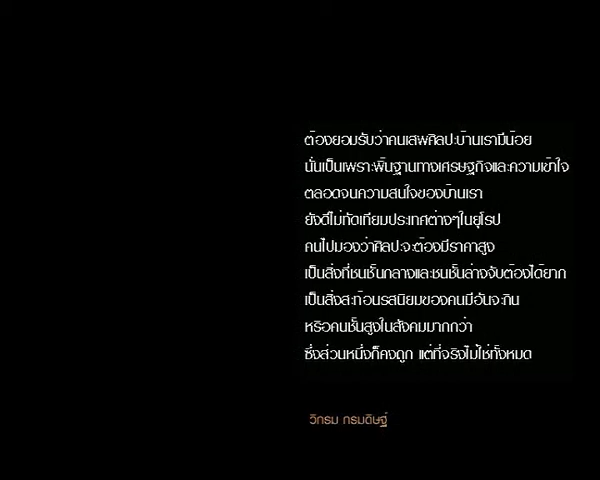 ต้องยอมรับว่าคนเสพศิลปะบ้านเรามีน้อย
นั่นเป็นเพราะพื้นฐานทางเศรษฐกิจและความเข้าใจ
ตลอดจนความสนใจของบ้านเรา
ยังดีไม่ทัดเทียมประเทศต่างๆในยุโรป
คนไปมองว่าศิลปะจะต้องมีราคาสูง
เป็นสิ่งที่ชนชั้นกลางและชนชั้นล่างจับต้องได้ยาก
เป็นสิ่งสะท้อนรสนิยมของคนมีอันจะกิน
หรือคนชั้นสูงในสังคมมากกว่า
ซึ่งส่วนหนึ่งก็คงถูก แต่ที่จริงไม่ใช่ทั้งหมด
วิกรม กรมดิษฐ์